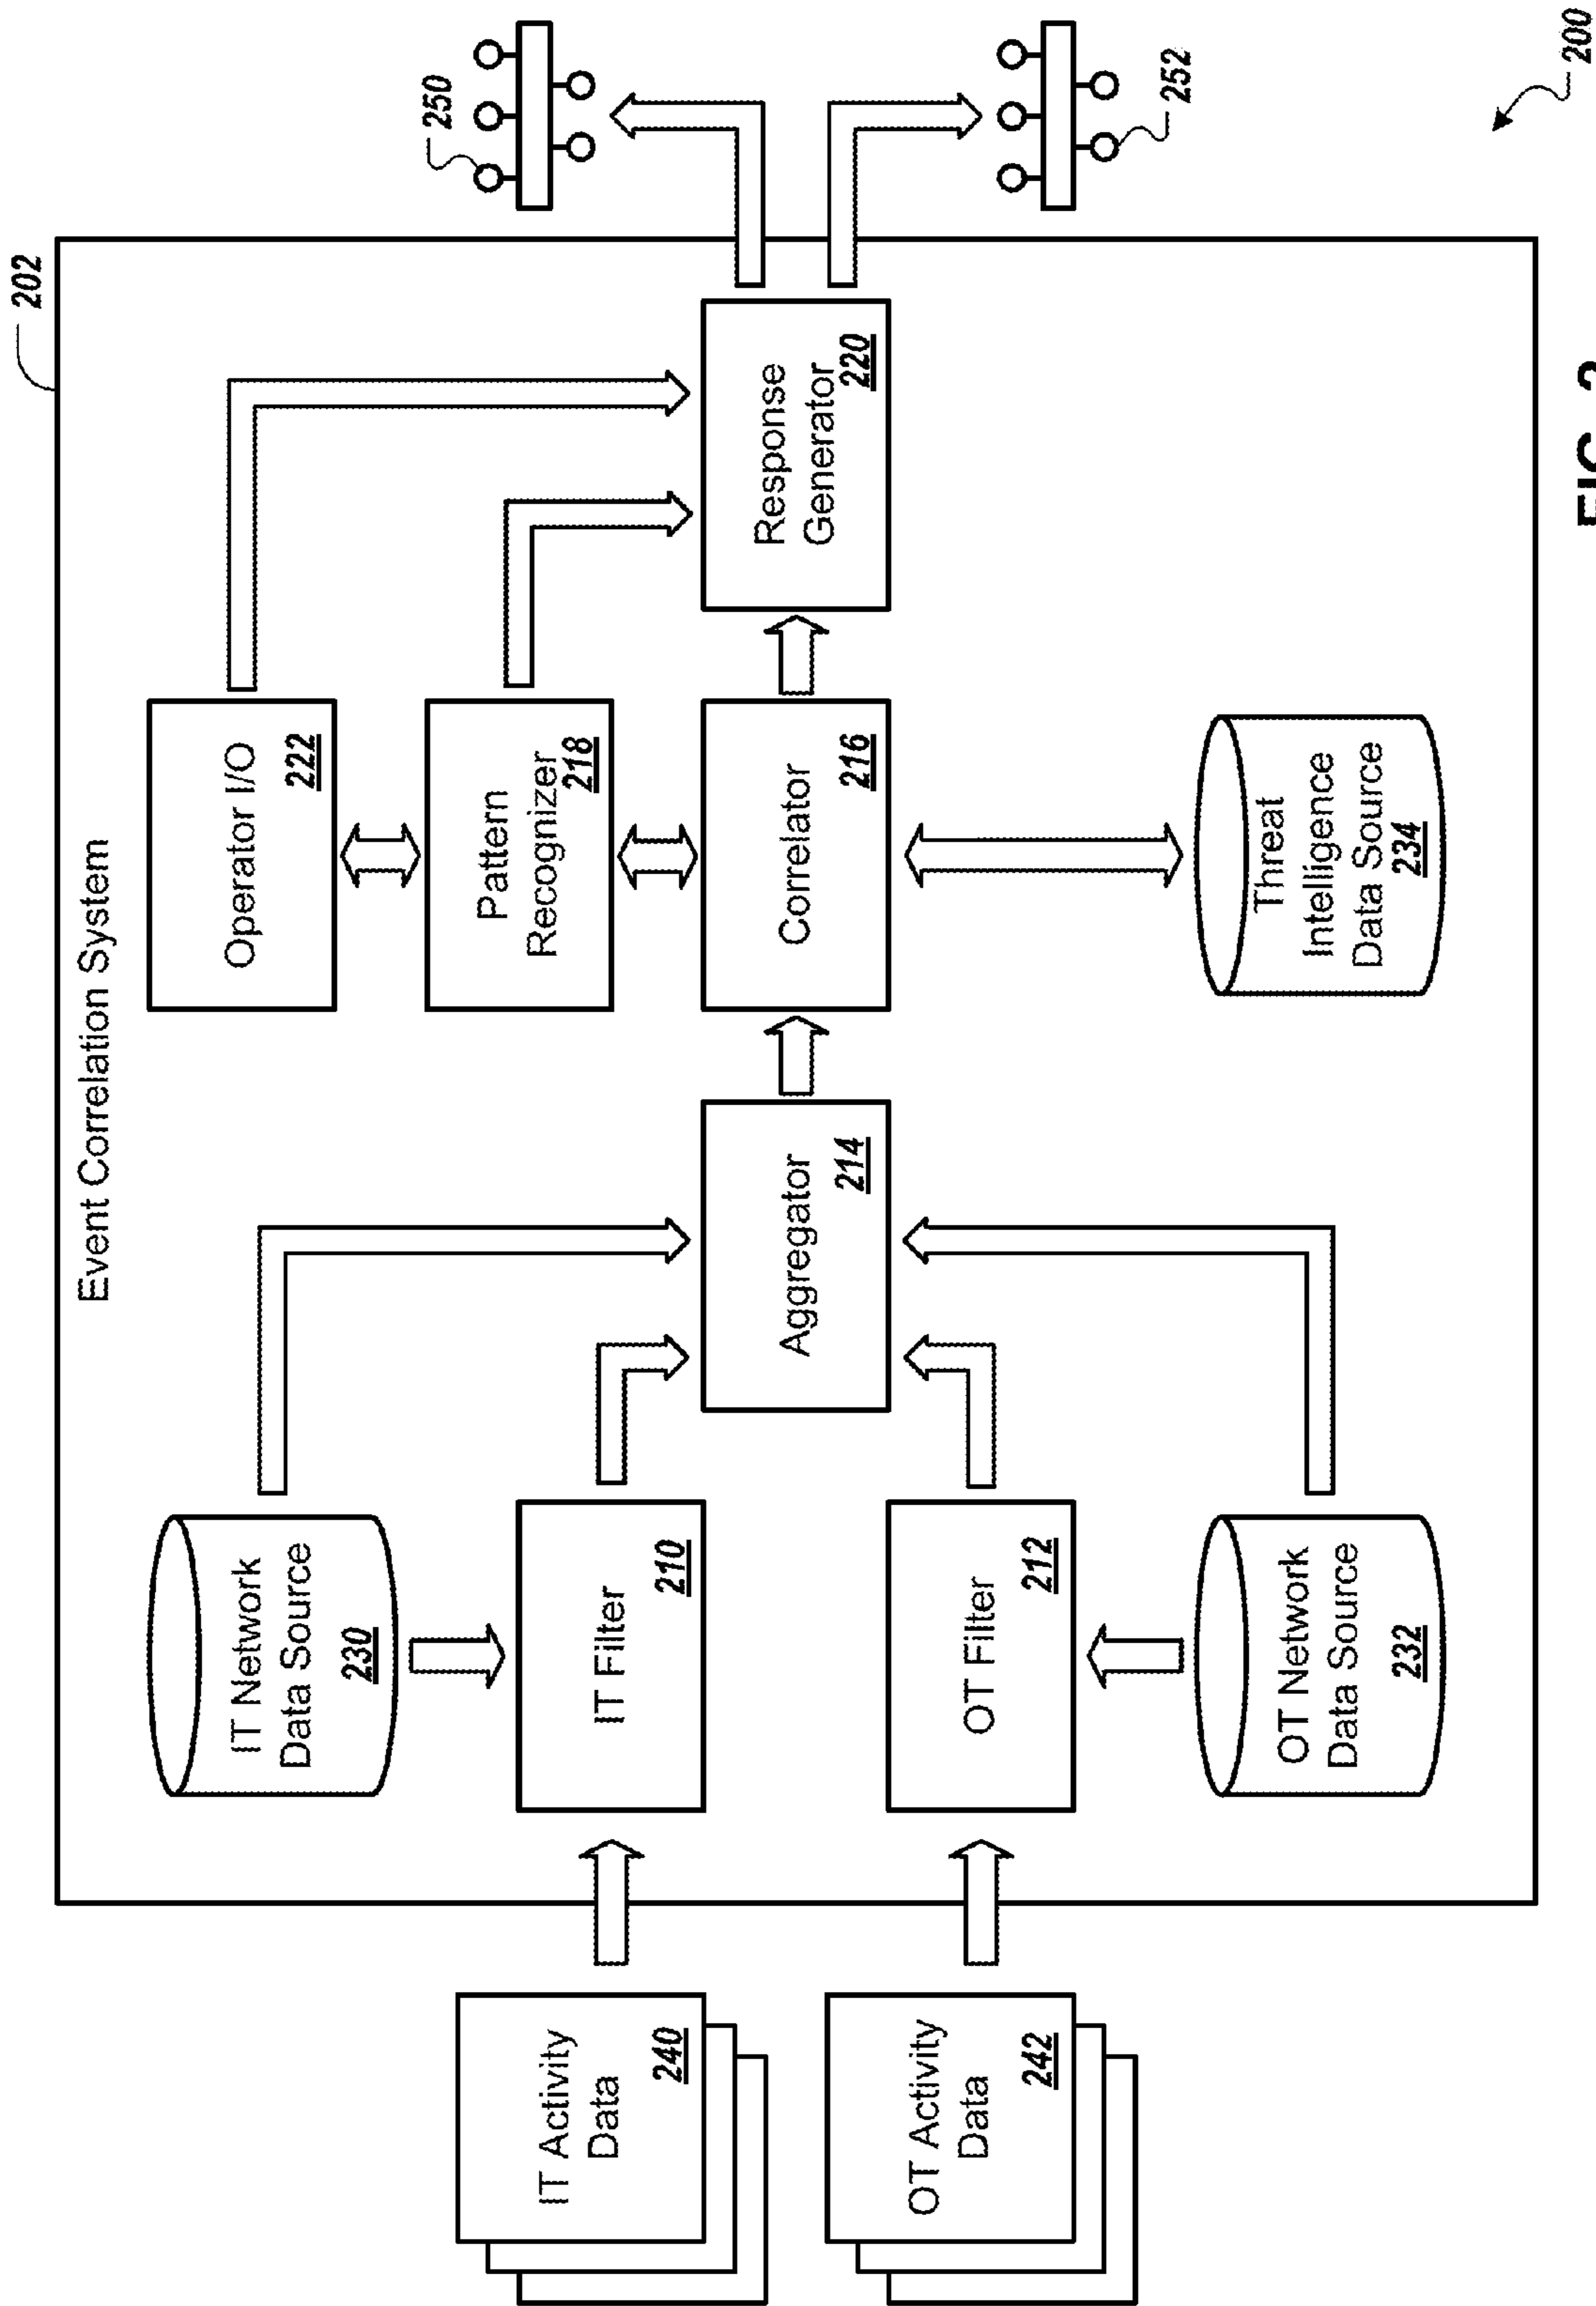 202
Event Correlation System
IT Network
Data Source
230
Operator I/O
222
250
Pattern
Recognizer
218
IT Activity
Data
240
IT Filter
210
Aggregator
214
Correlator
216
Response
Generator
220
OT Activity
Data
242
OT Filter
212
OT Network
Data Source
232
Threat
Intelligence
Data Source
234
252
200
FIG. 2